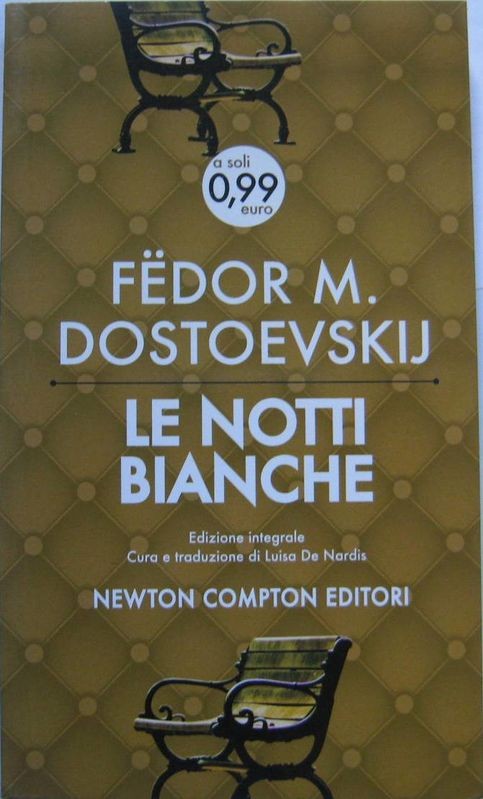 a soli
0,99
euro
FËDOR M.
DOSTOEVSKIJ
LE NOTTI
BIANCHE
Edizione integrale
Cura e traduzione di Luisa De Nardis
NEWTON COMPTON EDITORI